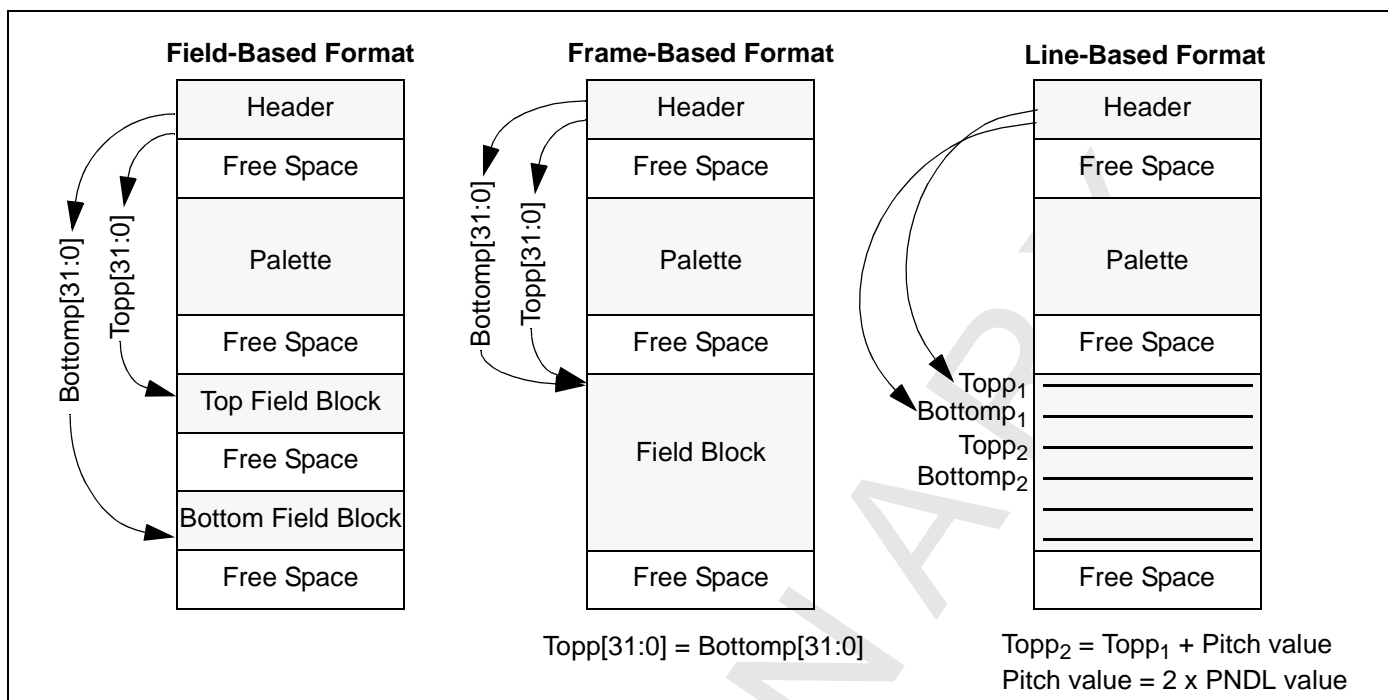 Field-Based Format
Header
Free Space
Palette
Free Space
Top Field Block
Free Space
Bottom Field Block
Free Space
Bottomp[31:0]
Topp[31:0]
Frame-Based Format
Header
Free Space
Palette
Free Space
Field Block
Free Space
Bottomp[31:0]
Topp[31:0]
Topp[31:0] = Bottomp[31:0]
Line-Based Format
Header
Free Space
Palette
Free Space
Topp1
Bottomp1
Topp2
Bottomp2
Free Space
Topp2 = Topp1 + Pitch value
Pitch value = 2 x PNDL value